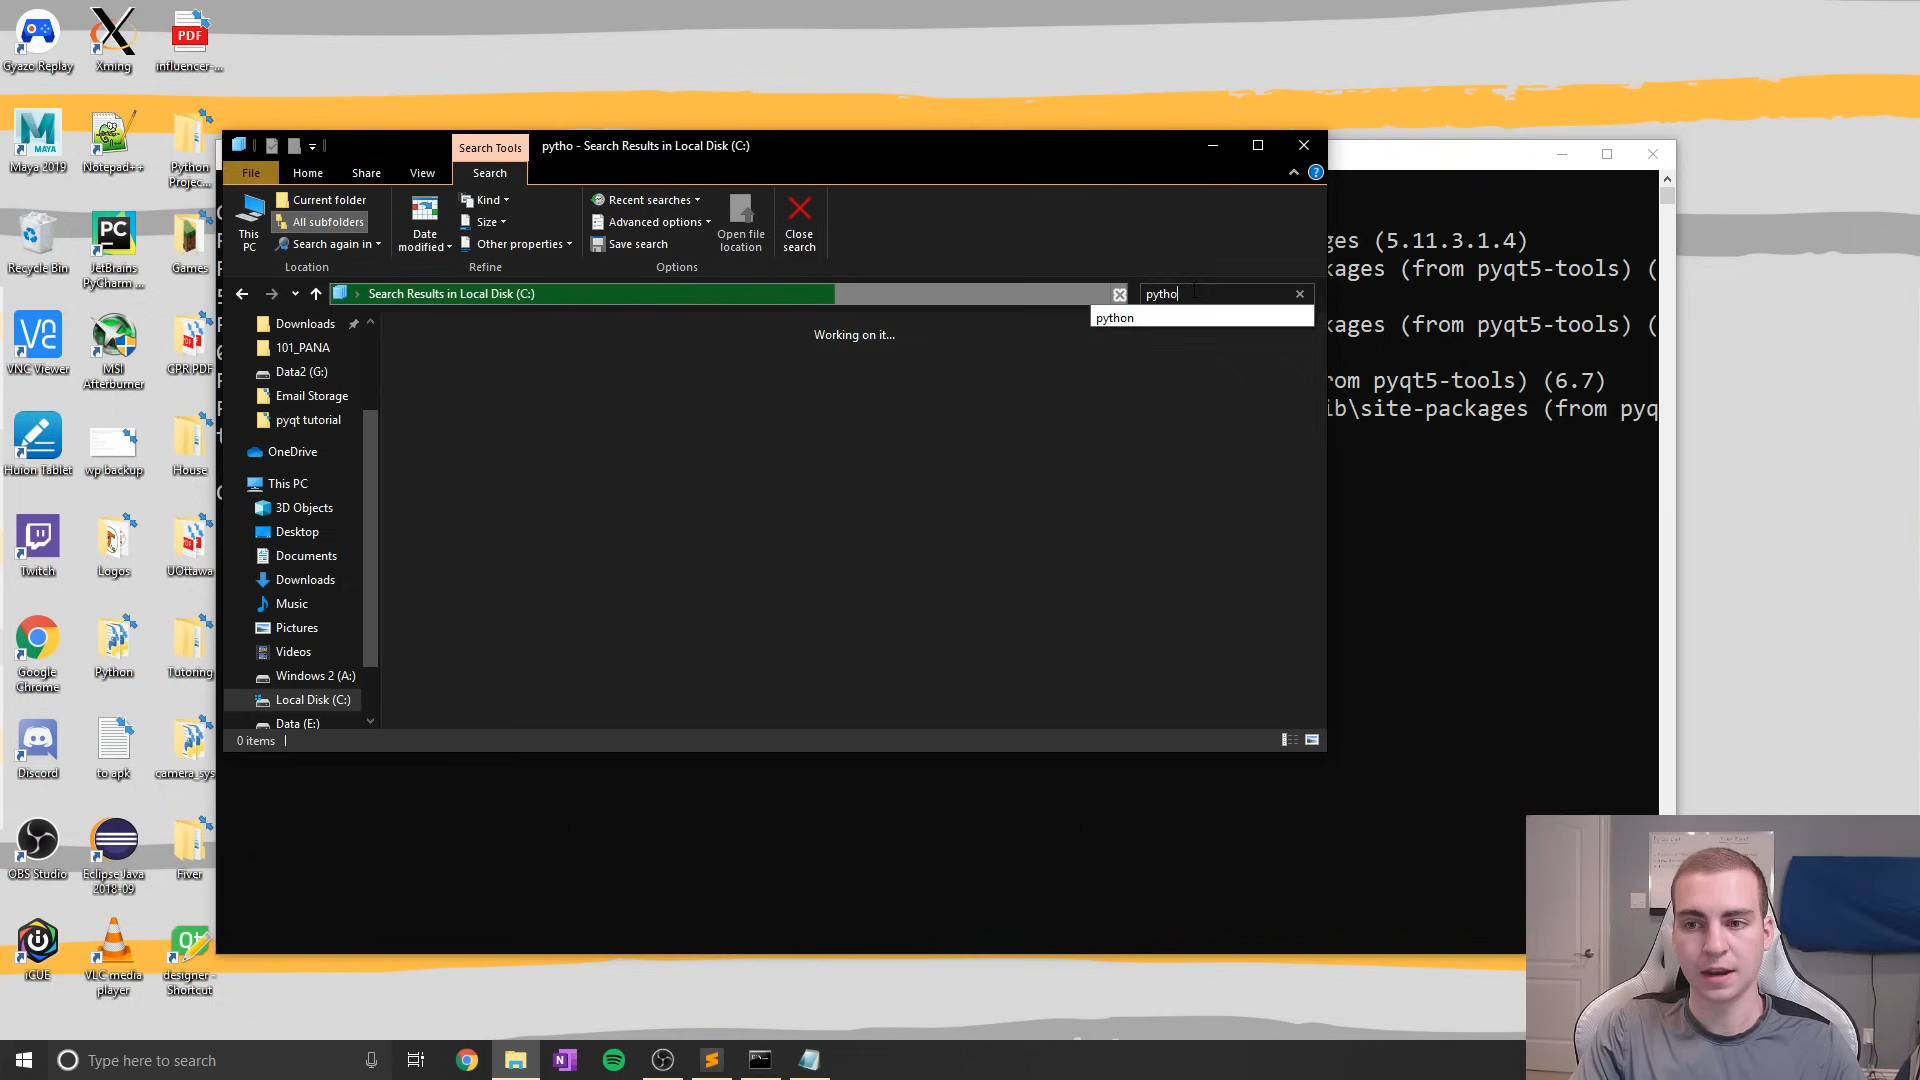 Gyazo Replay
Xming
PDF
influencer-...
MAYA
Maya 2019
Notepad++
Python
Projec...
Recycle Bin
PC
JetBrains
PyCharm ...
Games
VNC Viewer
MSI
Afterburner
CPR PDF
Huion Tablet
wp backup
House
Twitch
Logos
UOttawa
Google
Chrome
Python
Tutoring
Discord
to apk
camera_sys
OBS Studio
Eclipse Java
2018-09
Fiver
iCUE
VLC media
player
designer -
Shortcut
Search Tools
pytho - Search Results in Local Disk (C:)
File
Home
Share
View
Search
This
PC
Current folder
All subfolders
Search again in
Location
Date
modified
Kind
Size
Other properties
Refine
Recent searches
Advanced options
Save search
Options
Open file
location
Close
search
Search Results in Local Disk (C:)
pytho
python
Working on it...
Downloads
101_PANA
Data2 (G:)
Email Storage
pyqt tutorial
OneDrive
This PC
3D Objects
Desktop
Documents
Downloads
Music
Pictures
Videos
Windows 2 (A:)
Local Disk (C:)
Data (E:)
0 items
ges (5.11.3.1.4)
kages (from pyqt5-tools) (
ckages (from pyqt5-tools) (
om pyqt5-tools) (6.7)
ib\site-packages (from pyq
Type here to search